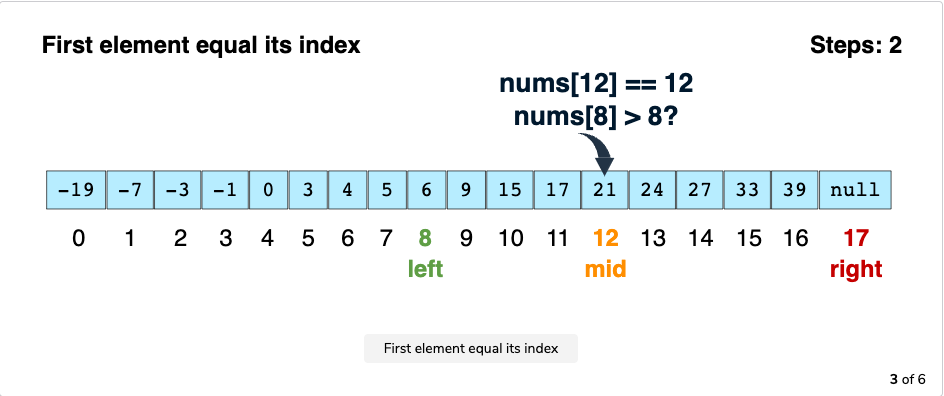 First element equal its index
Steps: 2
nums[12] == 12
nums[8] > 8?
-19 -7 -3 -1 0 3 4 5 6 9 15 17 21 24 27 33 39 null
0 1 2 3 4 5 6 7 8 9 10 11 12 13 14 15 16 17
left mid right
First element equal its index
3 of 6